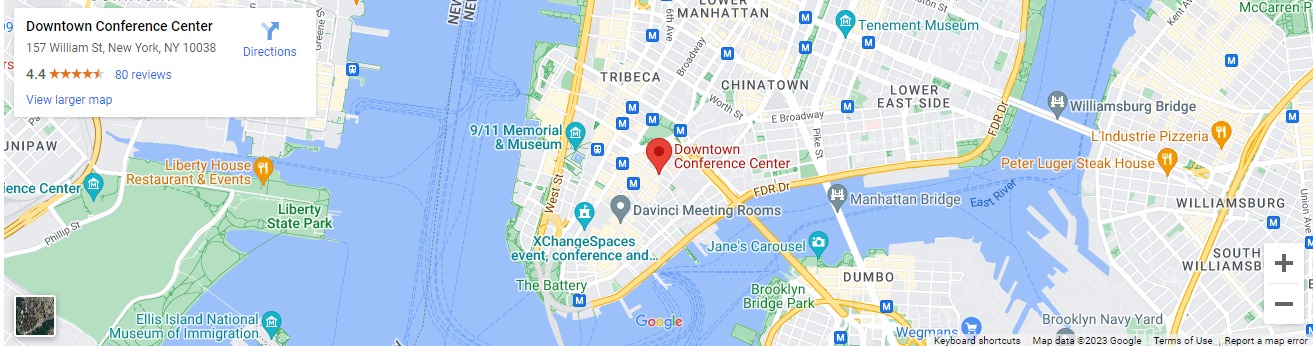 Downtown Conference Center
157 William St, New York, NY 10038
4.4
80 reviews
View larger map
Directions
LOWER
MANHATTAN
6th Ave
Broadway
TRIBECA
CHINATOWN
Worth St
Tenement Museum
LOWER
EAST SIDE
E Broadway
Pike St
FDR Dr
Kent Ave
McCarren P
Williamsburg Bridge
L'Industrie Pizzeria
Peter Luger Steak House
9/11 Memorial
& Museum
Downtown
Conference Center
UNIPAW
Liberty House
Restaurant & Events
ience Center
Liberty
State Park
Phillip St
West St
FDR Dr
Manhattan Bridge
East River
WILLIAMSBURG
Union Ave
Davinci Meeting Rooms
XChangeSpaces
event, conference and...
Jane's Carousel
SOUTH
WILLIAMSB
DUMBO
The Battery
Brooklyn
Bridge Park
Ellis Island National
Museum of Immigration
Google
Wegmans
Brooklyn Navy Yard
Keyboard shortcuts
Map data ©2023 Google
Terms of Use
Report a map error